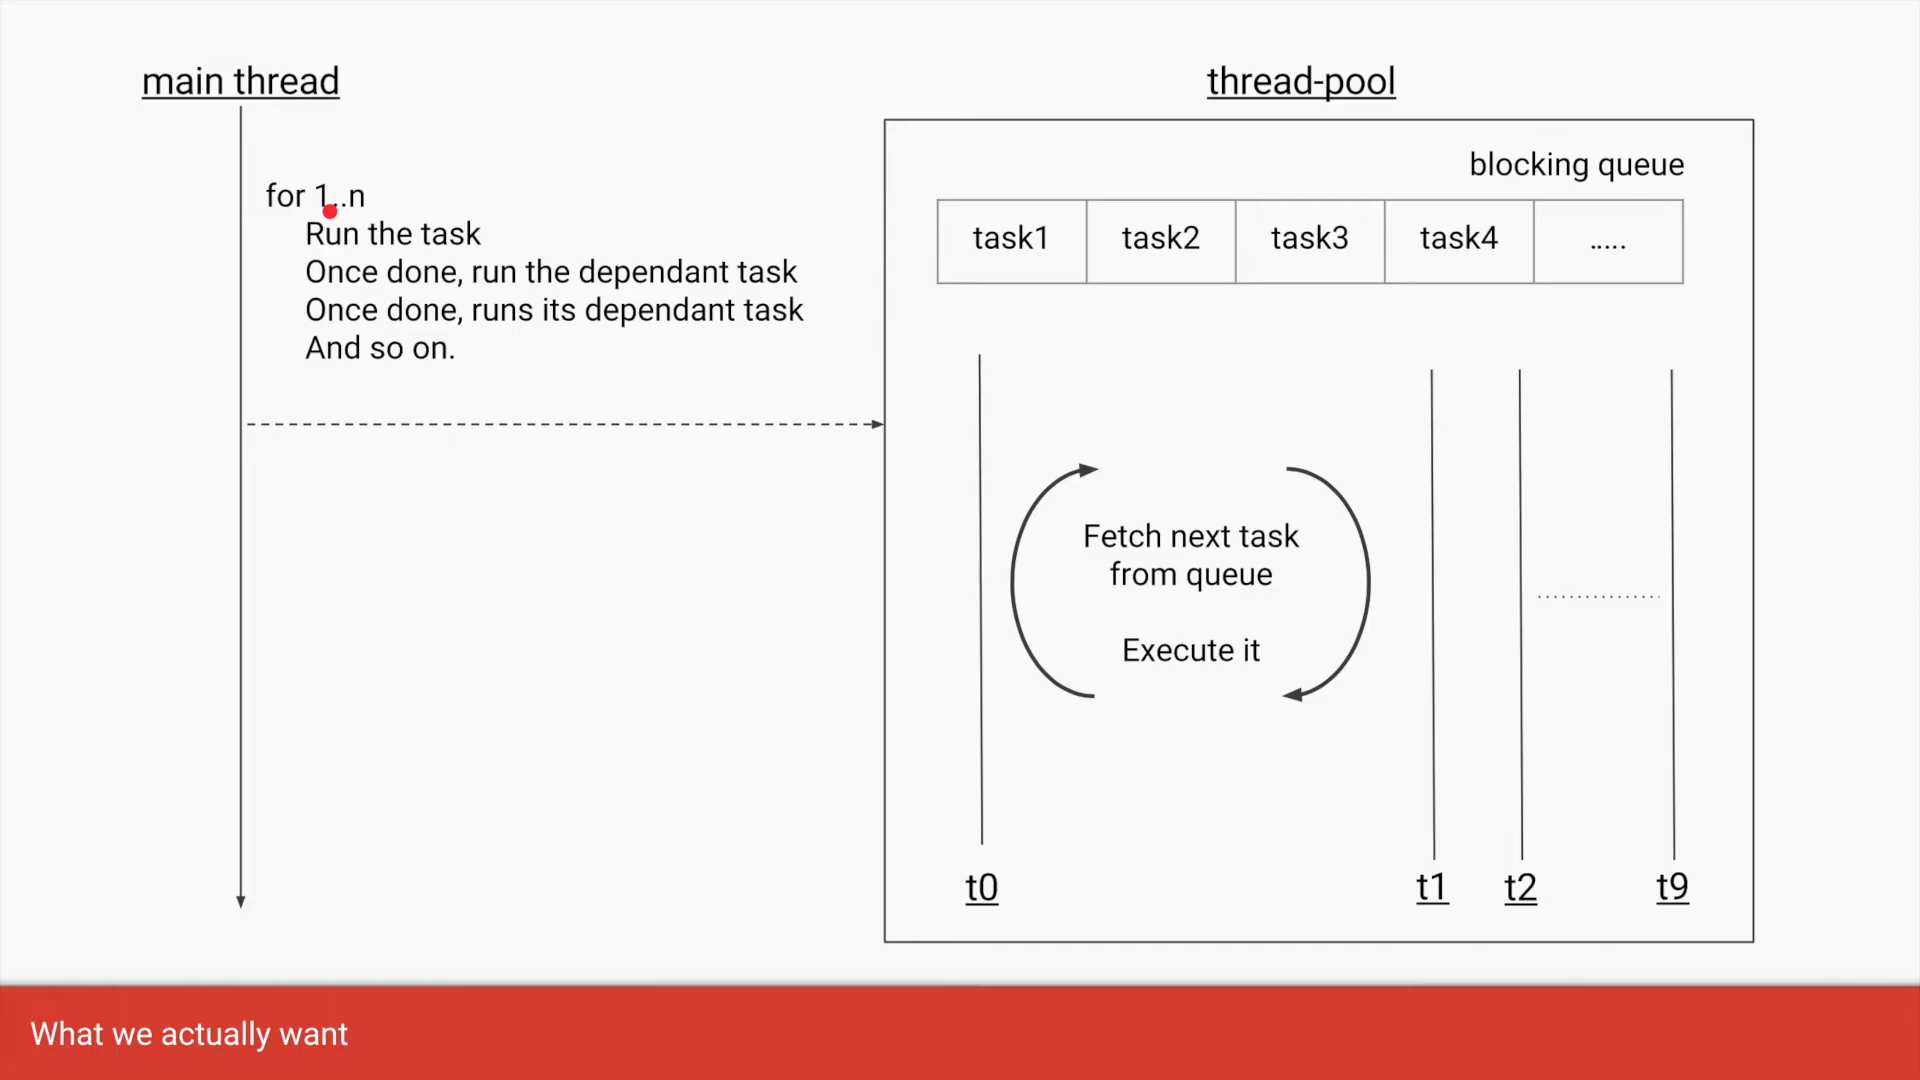 main thread
for 1..n
Run the task
Once done, run the dependant task
Once done, runs its dependant task
And so on.
thread-pool
blocking queue
task1 task2 task3 task4 .....
Fetch next task
from queue
Execute it
t0 t1 t2 t9
What we actually want